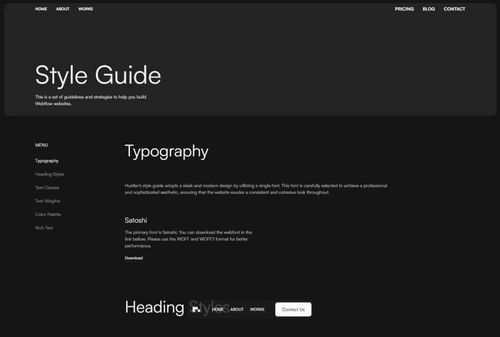 HOME ABOUT WORKS PRICING BLOG CONTACT
Style Guide
This is a set of guidelines and strategies to help you build
Webflow websites.
MENU
Typography
Heading Styles
Text Classes
Text Weights
Color Palette
Rich Text
Typography
Hustler's style guide adopts a sleek and modern design by utilizing a single font. This font is carefully selected to achieve a professional
and sophisticated aesthetic, ensuring that the website exudes a consistent and cohesive look throughout.
Satoshi
The primary font is Satoshi. You can download the webfont in the
link bellow. Please use the WOFF and WOFF2 format for better
performance.
Download
Heading Styles
HOME ABOUT WORKS Contact Us